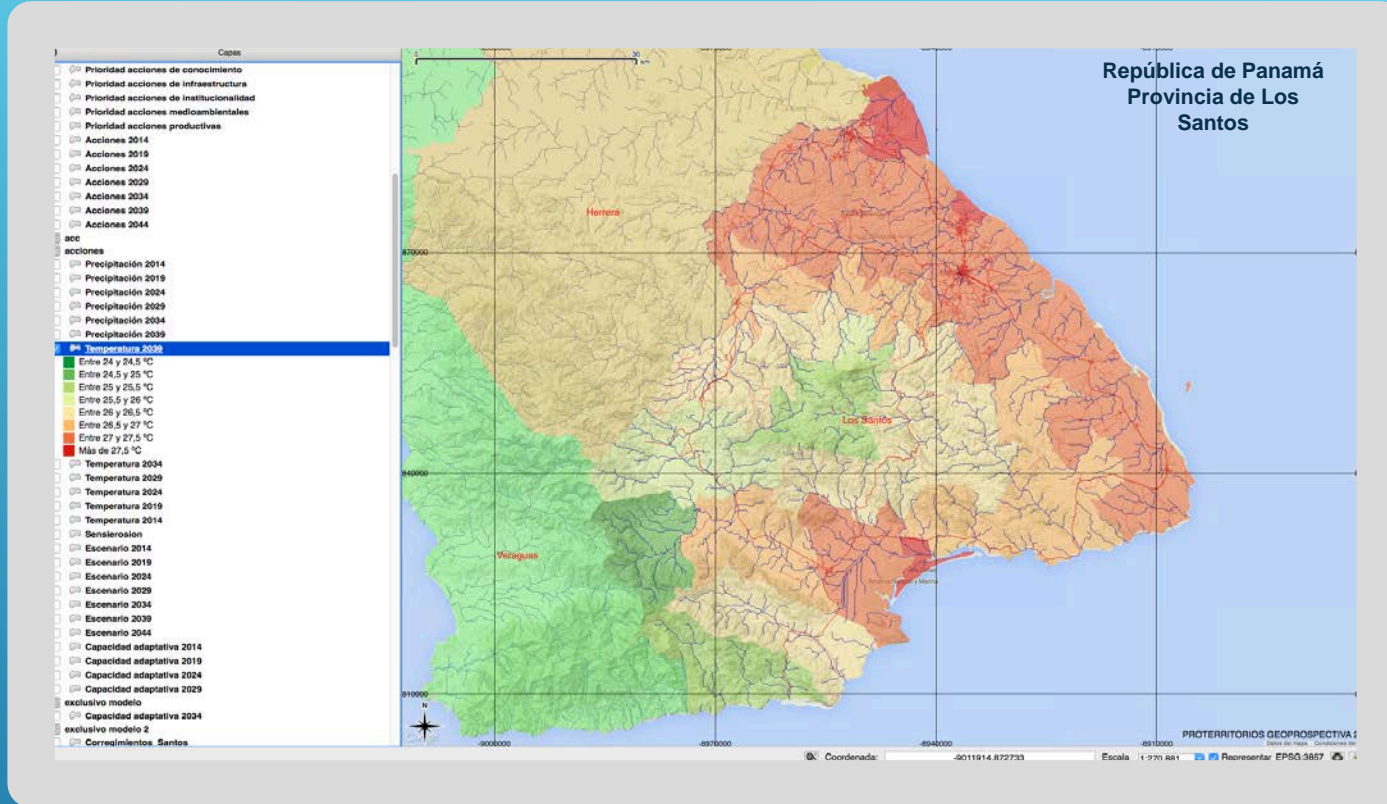 Capas
Prioridad acciones de conocimiento
Prioridad acciones de infraestructura
Prioridad acciones de institucionalidad
Prioridad acciones medioambientales
Prioridad acciones productivas
Acciones 2014
Acciones 2019
Acciones 2024
Acciones 2029
Acciones 2034
Acciones 2039
Acciones 2044
acc
acciones
Precipitación 2014
Precipitación 2019
Precipitación 2024
Precipitación 2029
Precipitación 2034
Precipitación 2039
Temperatura 2039
Entre 24 y 24,5 ºC
Entre 24,5 y 25 ºC
Entre 25 y 25,5 ºC
Entre 25,5 y 26 ºC
Entre 26 y 26,5 ºC
Entre 26,5 y 27 ºC
Entre 27 y 27,5 ºC
Más de 27,5 ºC
Temperatura 2034
Temperatura 2029
Temperatura 2024
Temperatura 2019
Temperatura 2014
Sensierosion
Escenario 2014
Escenario 2019
Escenario 2024
Escenario 2029
Escenario 2034
Escenario 2039
Escenario 2044
Capacidad adaptativa 2014
Capacidad adaptativa 2019
Capacidad adaptativa 2024
Capacidad adaptativa 2029
exclusivo modelo
Capacidad adaptativa 2034
exclusivo modelo 2
Corregimientos_Santos
0 30 km
República de Panamá
Provincia de Los
Santos
Herrera
870000
Los Santos
840000
Veraguas
810000
N
-9000000 -8970000 -8940000 -8910000
PROTERRITORIOS GEOPROSPECTIVA 2
Coordenada: -9011914,872733 Escala 1:270.881 Representar EPSG:3857